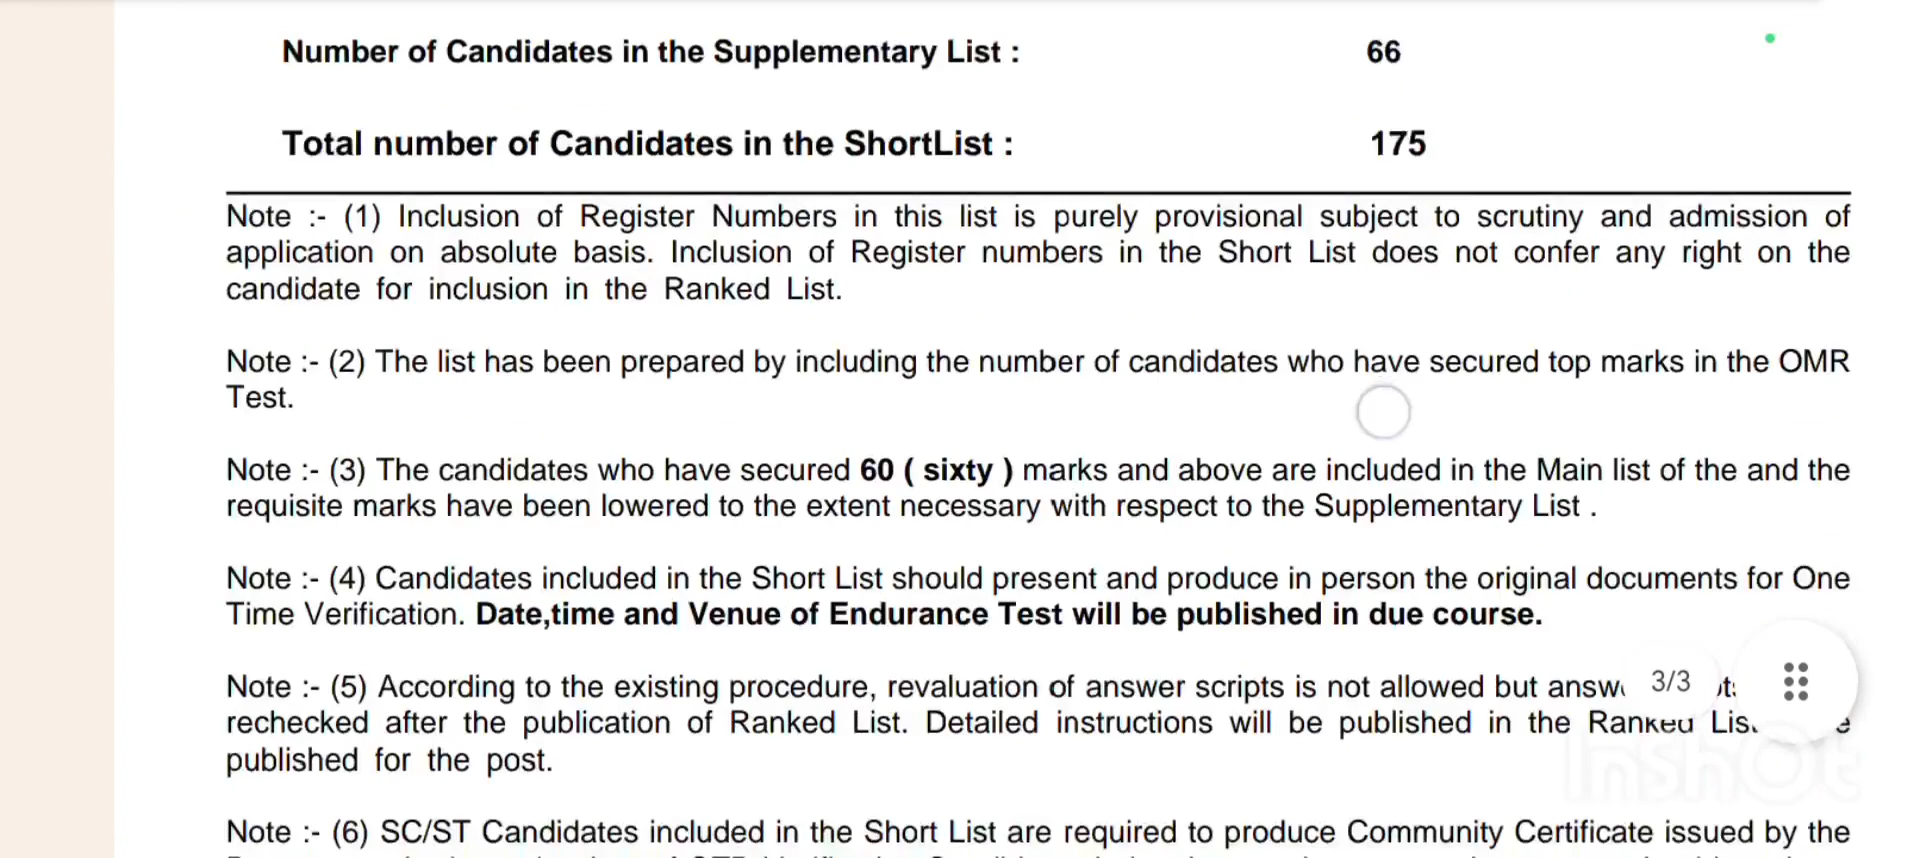 Number of Candidates in the Supplementary List : 66
Total number of Candidates in the ShortList : 175
Note :- (1) Inclusion of Register Numbers in this list is purely provisional subject to scrutiny and admission of
application on absolute basis. Inclusion of Register numbers in the Short List does not confer any right on the
candidate for inclusion in the Ranked List.
Note :- (2) The list has been prepared by including the number of candidates who have secured top marks in the OMR
Test.
Note :- (3) The candidates who have secured 60 ( sixty ) marks and above are included in the Main list of the and the
requisite marks have been lowered to the extent necessary with respect to the Supplementary List .
Note :- (4) Candidates included in the Short List should present and produce in person the original documents for One
Time Verification. Date,time and Venue of Endurance Test will be published in due course.
Note :- (5) According to the existing procedure, revaluation of answer scripts is not allowed but
3/3
rechecked after the publication of Ranked List. Detailed instructions will be published in the Ranked
published for the post.
InshOt
Note :- (6) SC/ST Candidates included in the Short List are required to produce Community Certificate issued by the